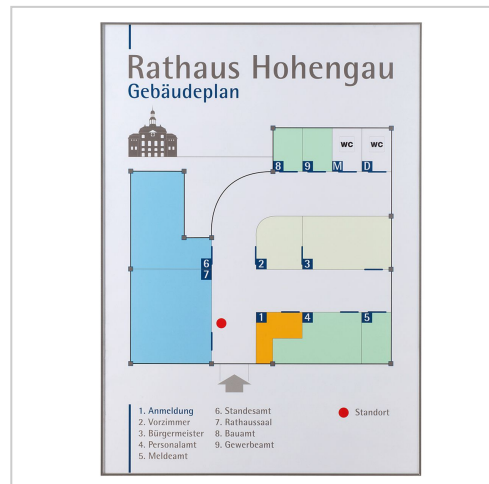 Rathaus Hohengau
Gebäudeplan
WC WC
8 9 M D
6 2 3
7
1 4 5
1. Anmeldung 6. Standesamt
2. Vorzimmer 7. Rathaussaal
3. Bürgermeister 8. Bauamt
4. Personalamt 9. Gewerbeamt
5. Meldeamt
Standort